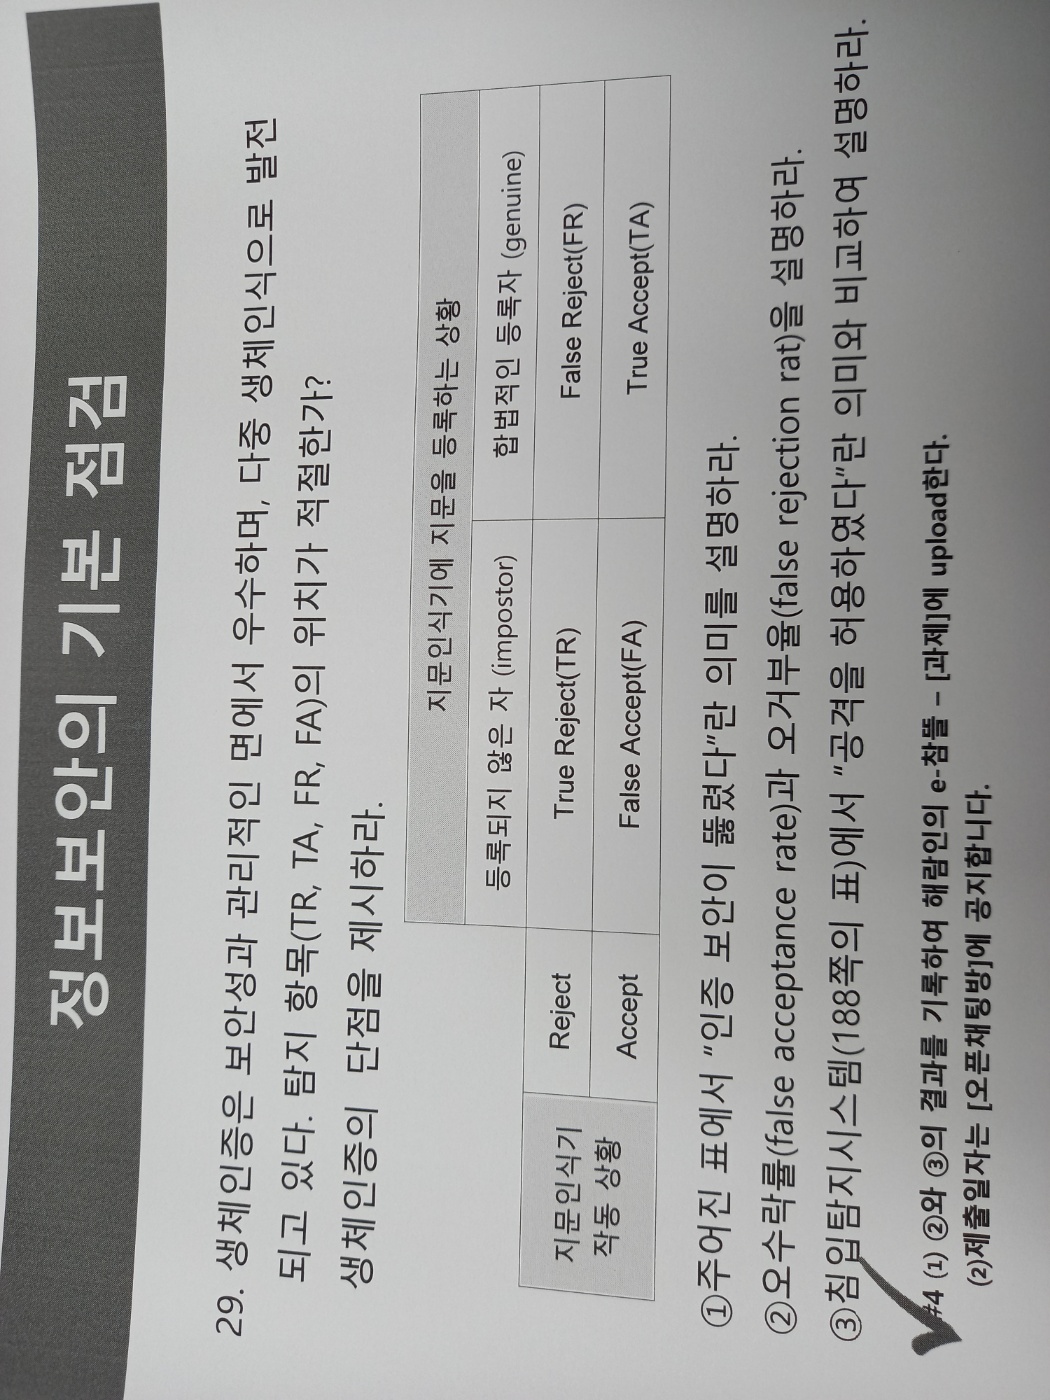 정보보안의 기본 점검
29. 생체인증은 보안성과 관리적인 면에서 우수하며, 다중 생체인식으로 발전
되고 있다. 탐지 항목(TR, TA, FR, FA)의 위치가 적절한가?
생체인증의 단점을 제시하라.
지문인식기에 지문을 등록하는 상황
등록되지 않은 자 (impostor) 합법적인 등록자 (genuine)
지문인식기
작동 상황
Reject True Reject(TR) False Reject(FR)
Accept False Accept(FA) True Accept(TA)
①주어진 표에서 “인증 보안이 뚫렸다”란 의미를 설명하라.
②오수락률(false acceptance rate)과 오거부율(false rejection rat)을 설명하라.
③침입탐지시스템(188쪽의 표)에서 “공격을 허용하였다”란 의미와 비교하여 설명하라.
#4 (1) ②와 ③의 결과를 기록하여 해람인의 e-참뜰 – [과제]에 upload한다.
(2)제출일자는 [오픈채팅방]에 공지합니다.